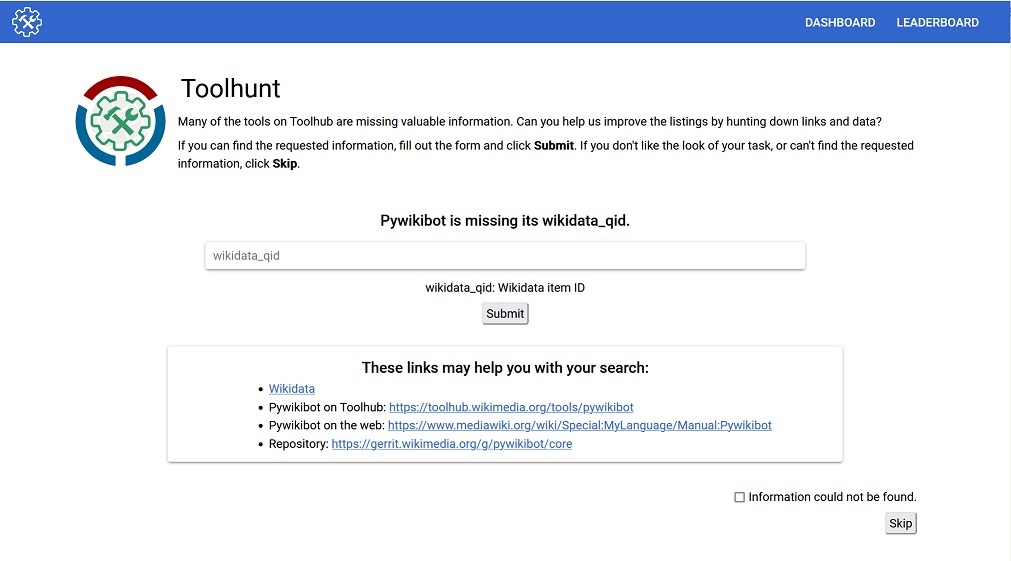 DASHBOARD LEADERBOARD
Toolhunt
Many of the tools on Toolhub are missing valuable information. Can you help us improve the listings by hunting down links and data?
If you can find the requested information, fill out the form and click Submit. If you don't like the look of your task, or can't find the requested
information, click Skip.
Pywikibot is missing its wikidata_qid.
wikidata_qid
wikidata_qid: Wikidata item ID
Submit
These links may help you with your search:
Wikidata
Pywikibot on Toolhub: https://toolhub.wikimedia.org/tools/pywikibot
Pywikibot on the web: https://www.mediawiki.org/wiki/Special:MyLanguage/Manual:Pywikibot
Repository: https://gerrit.wikimedia.org/g/pywikibot/core
Information could not be found.
Skip